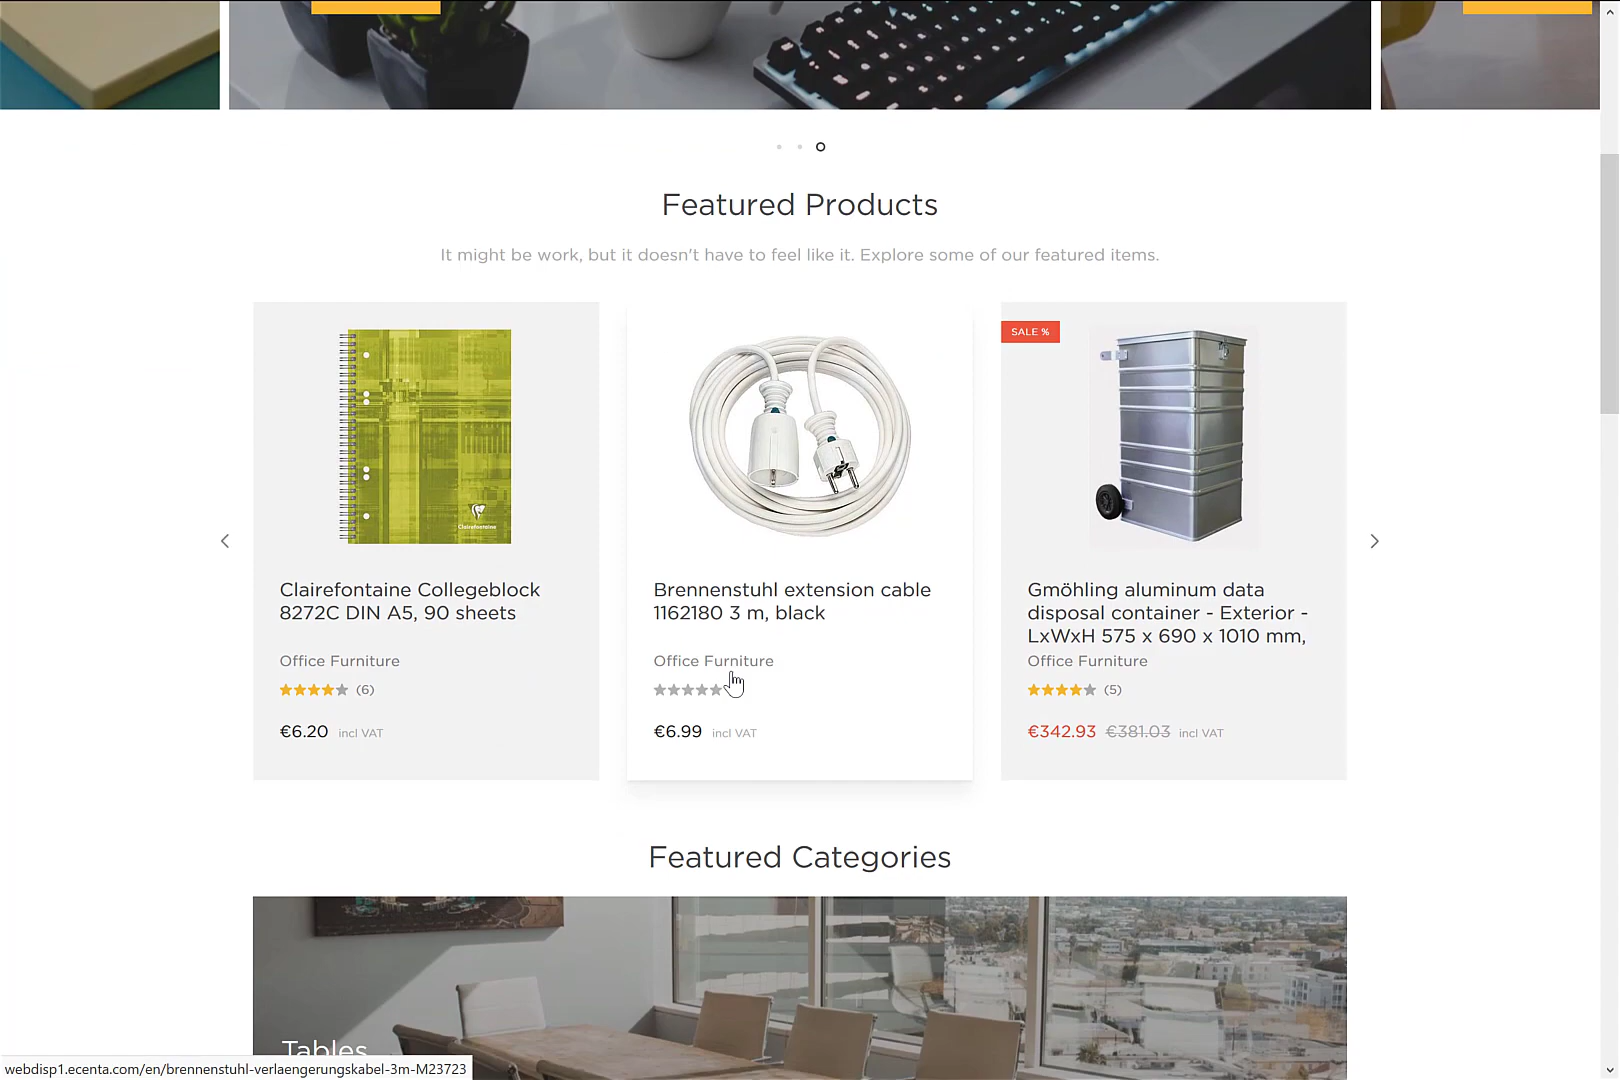 Featured Products
It might be work, but it doesn't have to feel like it. Explore some of our featured items.
Clairefontaine
Clairefontaine Collegeblock
8272C DIN A5, 90 sheets
Office Furniture
(6)
€6.20 incl VAT
Brennenstuhl extension cable
1162180 3 m, black
Office Furniture
€6.99 incl VAT
SALE %
Gmöhling aluminum data
disposal container - Exterior -
LxWxH 575 x 690 x 1010 mm,
Office Furniture
(5)
€342.93 €381.03 incl VAT
Featured Categories
Tables
webdisp1.ecenta.com/en/brennenstuhl-verlaengerungskabel-3m-M23723